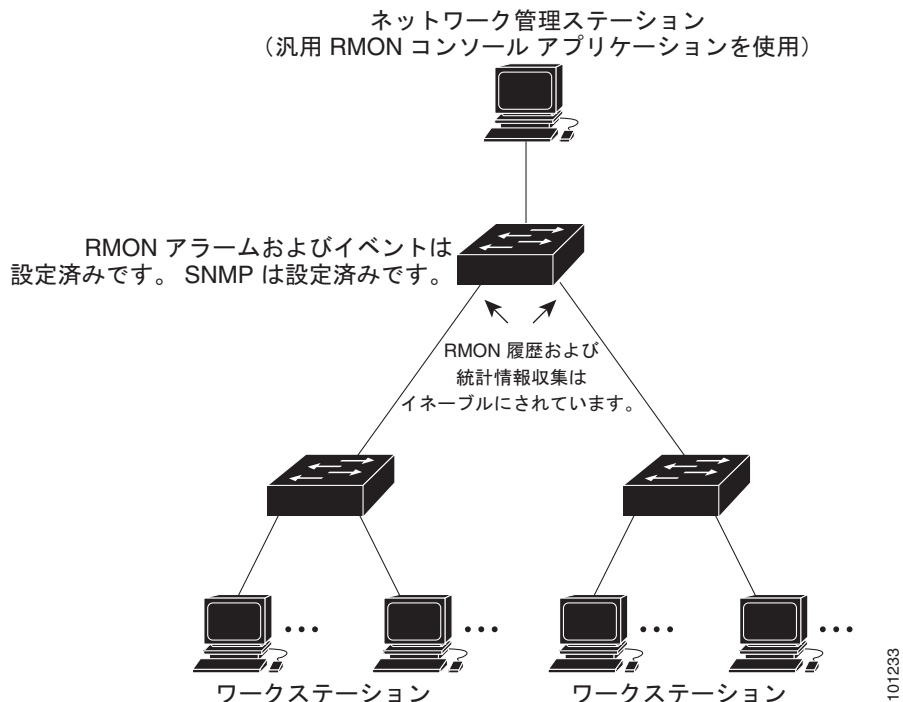 ネットワーク管理ステーション
（汎用 RMON コンソール アプリケーションを使用）
RMON アラームおよびイベントは
設定済みです。 SNMP は設定済みです。
RMON 履歴および
統計情報収集は
イネーブルにされています。
ワークステーション
ワークステーション
101233